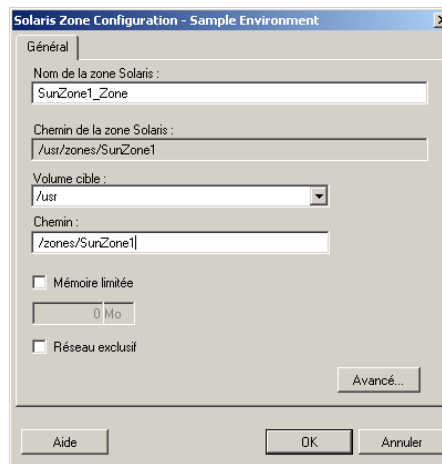 Solaris Zone Configuration - Sample Environment
Général
Nom de la zone Solaris :
SunZone1_Zone
Chemin de la zone Solaris :
/usr/zones/SunZone1
Volume cible :
/usr
Chemin :
/zones/SunZone1
Mémoire limitée
0 Mo
Réseau exclusif
Avancé...
Aide OK Annuler